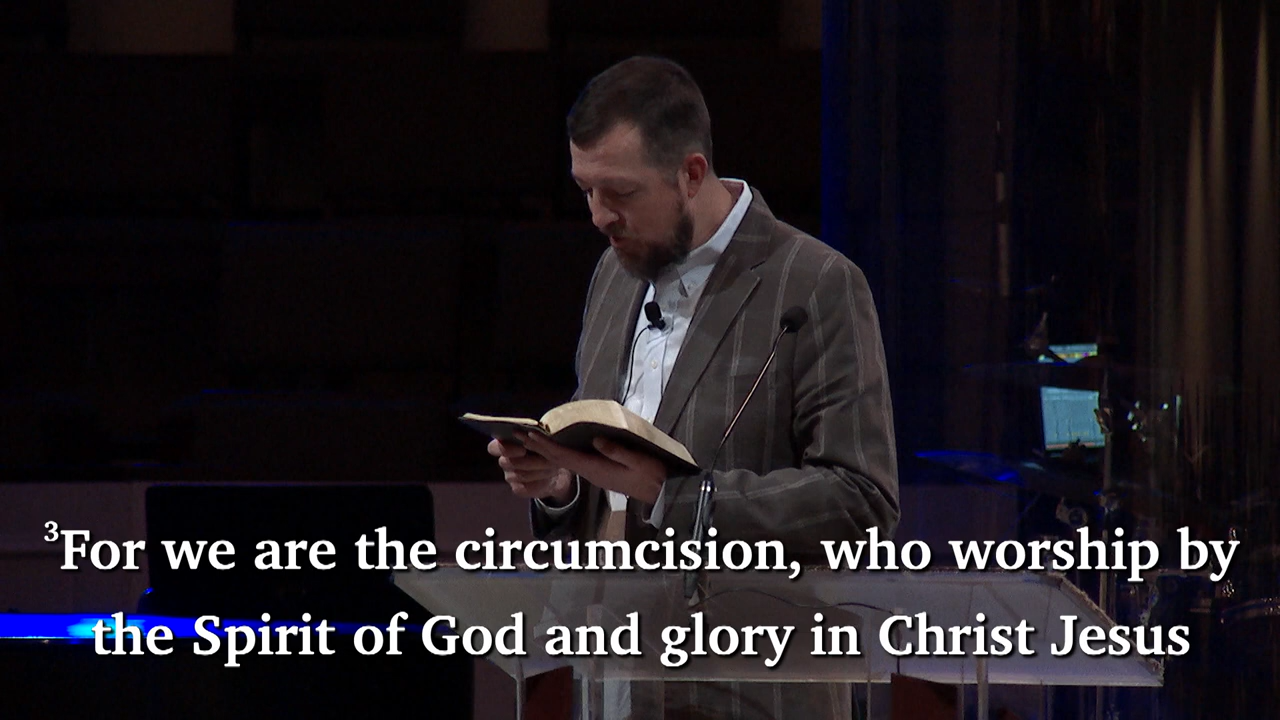 ³For we are the circumcision, who worship by
the Spirit of God and glory in Christ Jesus